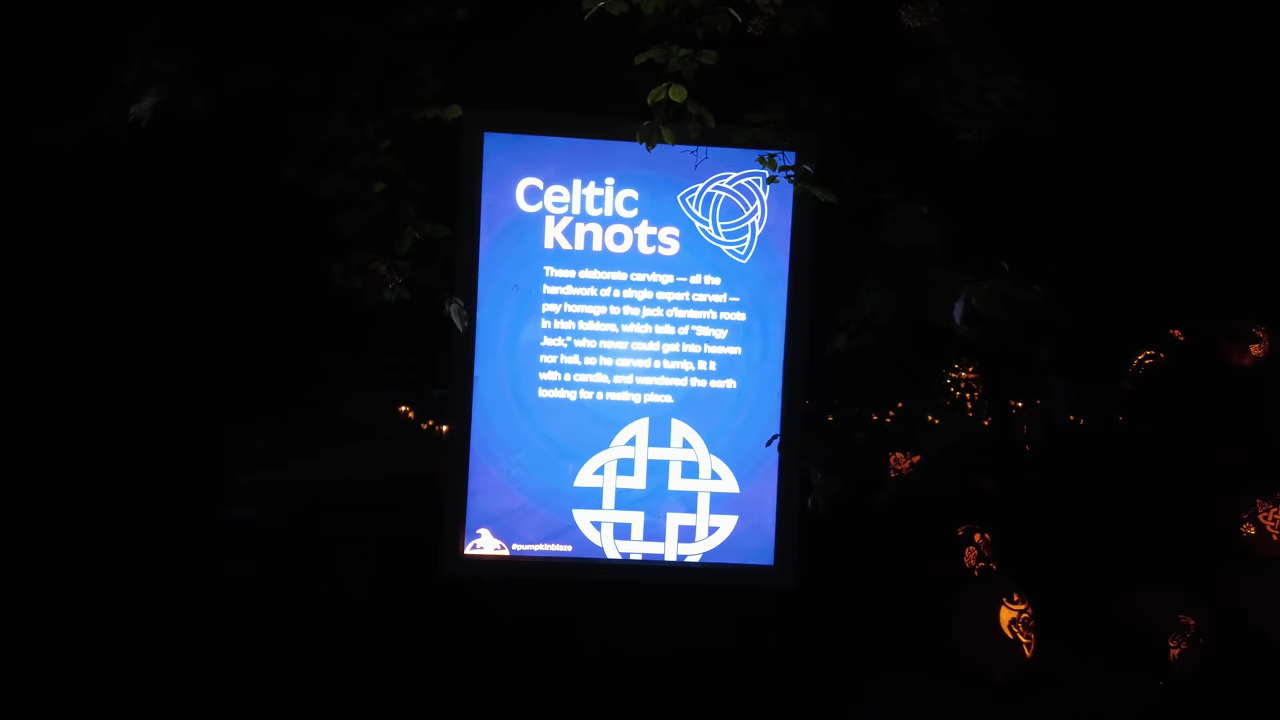 Celtic
Knots
These elaborate carvings — all the
handiwork of a single expert carver! —
pay homage to the jack o'lantern's roots
in Irish folklore, which tells of "Stingy
Jack," who never could get into heaven
nor hell, so he carved a turnip, lit it
with a candle, and wandered the earth
looking for a resting place.
#pumpkinblaze